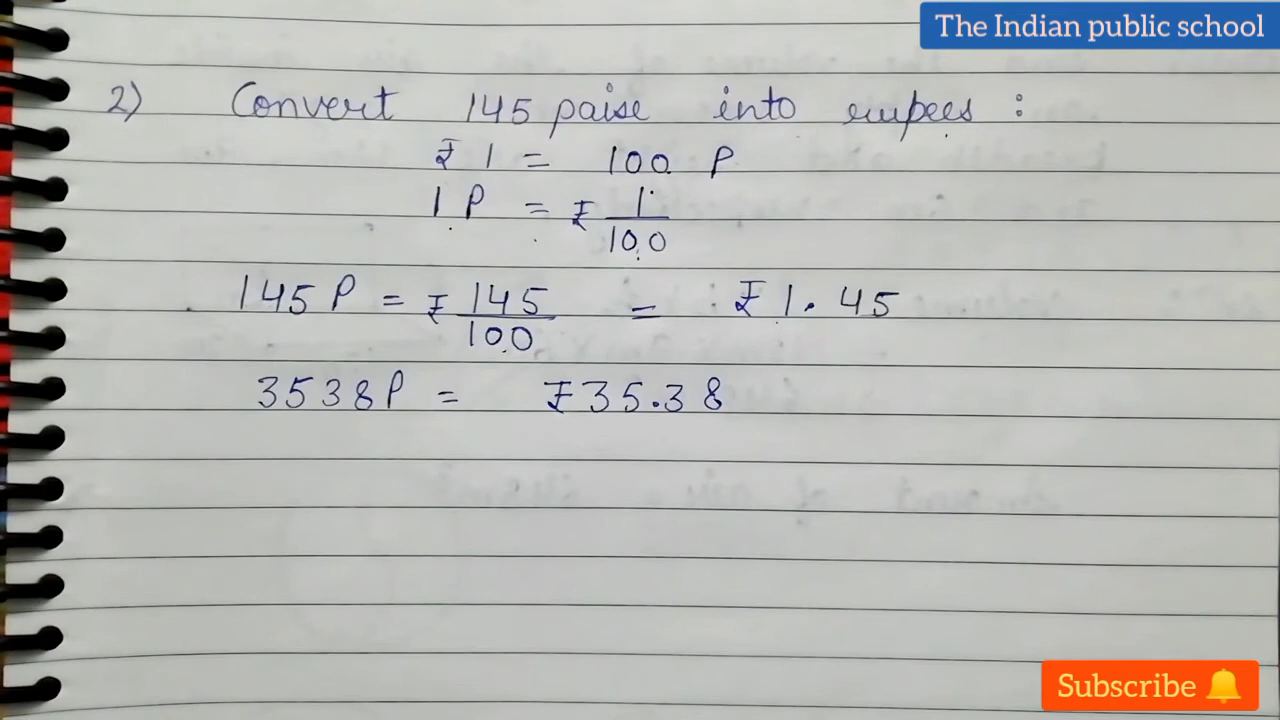 The Indian public school
2) Convert 145 paise into rupees :
₹ 1 = 100 P
1 P = ₹ 1/100
145 P = ₹ 145/100 = ₹ 1.45
3538 P = ₹ 35.38
Subscribe